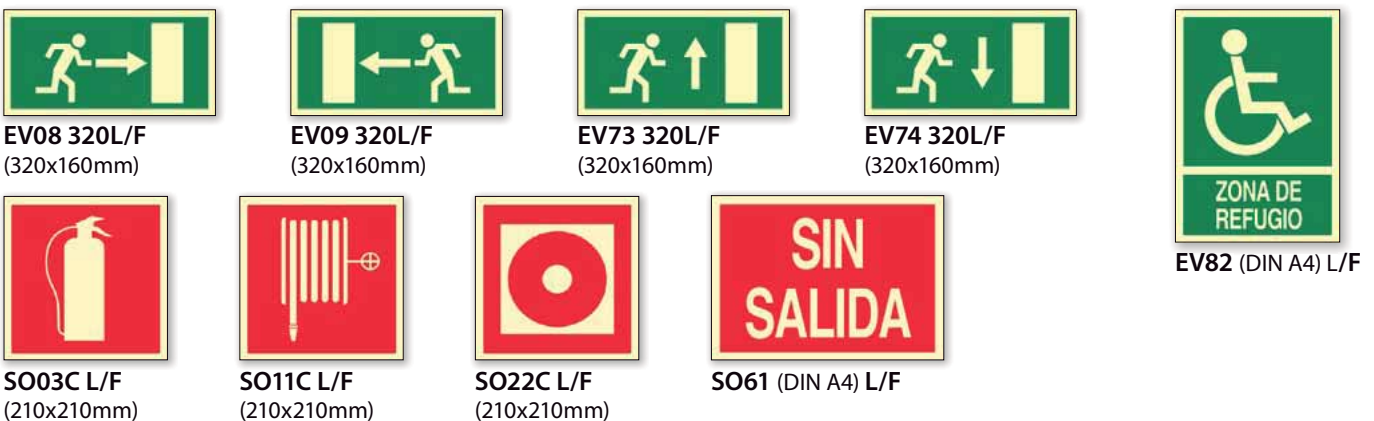 EV08 320L/F
(320x160mm)
EV09 320L/F
(320x160mm)
EV73 320L/F
(320x160mm)
EV74 320L/F
(320x160mm)
ZONA DE
REFUGIO
EV82 (DIN A4) L/F
SO03C L/F
(210x210mm)
SO11C L/F
(210x210mm)
SO22C L/F
(210x210mm)
SIN
SALIDA
SO61 (DIN A4) L/F